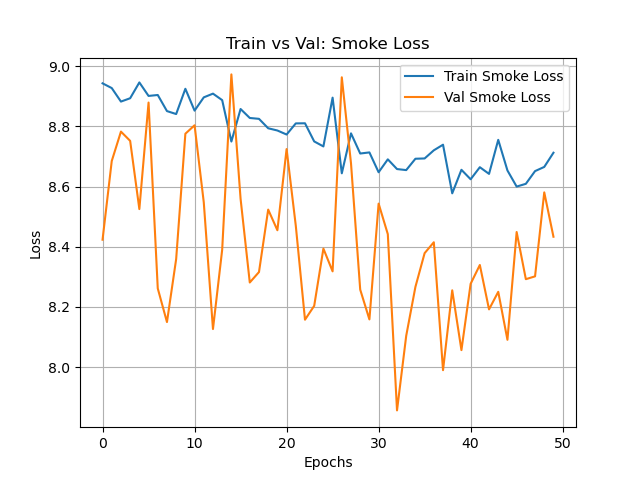 Train vs Val: Smoke Loss
Train Smoke Loss
Val Smoke Loss
9.0
8.8
8.6
8.4
8.2
8.0
Loss
0 10 20 30 40 50
Epochs